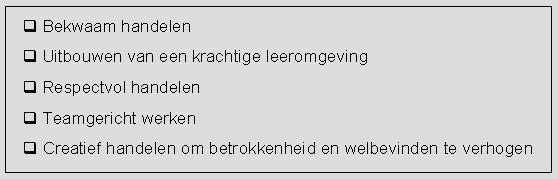 ❑ Bekwaam handelen
❑ Uitbouwen van een krachtige leeromgeving
❑ Respectvol handelen
❑ Teamgericht werken
❑ Creatief handelen om betrokkenheid en welbevinden te verhogen